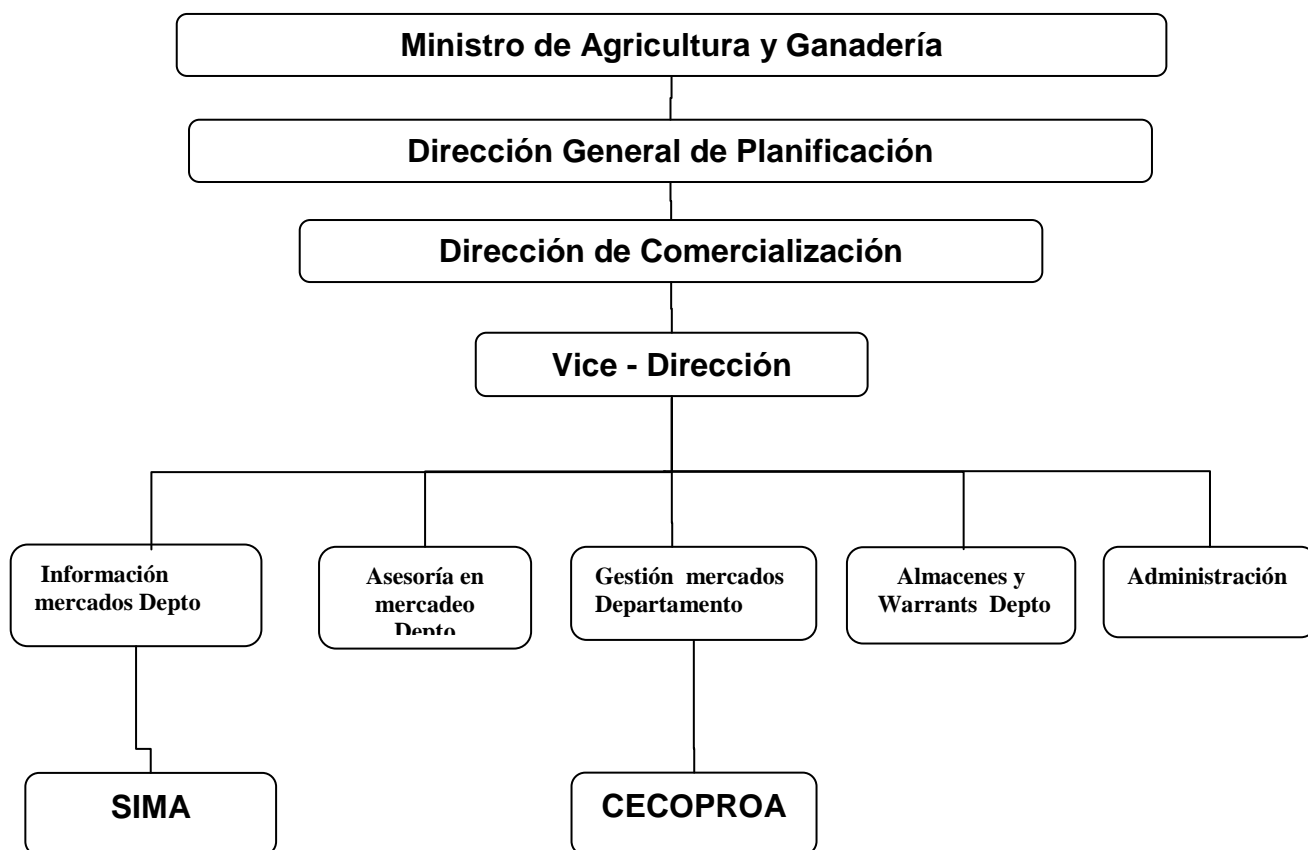 Ministro de Agricultura y Ganadería
Dirección General de Planificación
Dirección de Comercialización
Vice - Dirección
Información
mercados Depto
Asesoría en
mercadeo
Depto
Gestión mercados
Departamento
Almacenes y
Warrants Depto
Administración
SIMA
CECOPROA